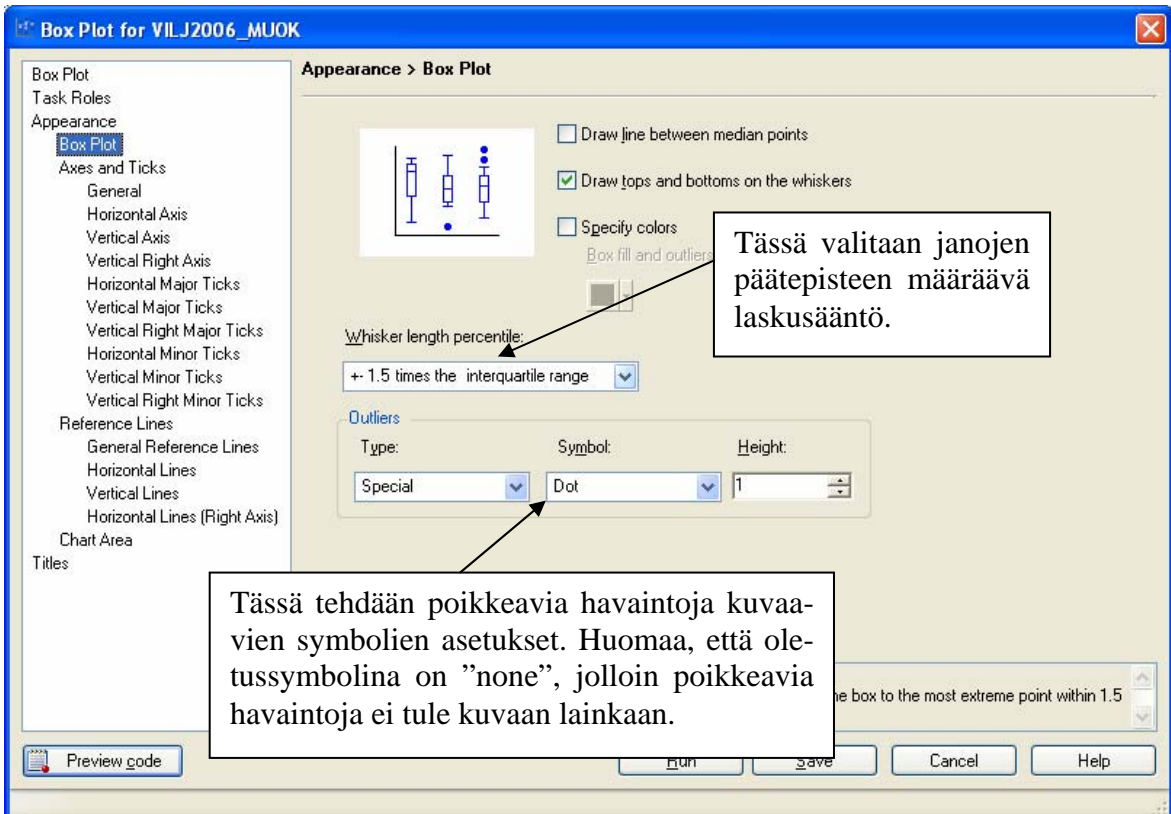 Box Plot for VILJ2006_MUOK
Box Plot
Task Roles
Appearance
Box Plot
Axes and Ticks
General
Horizontal Axis
Vertical Axis
Vertical Right Axis
Horizontal Major Ticks
Vertical Major Ticks
Vertical Right Major Ticks
Horizontal Minor Ticks
Vertical Minor Ticks
Vertical Right Minor Ticks
Reference Lines
General Reference Lines
Horizontal Lines
Vertical Lines
Horizontal Lines (Right Axis)
Chart Area
Titles
Appearance > Box Plot
Draw line between median points
Draw tops and bottoms on the whiskers
Specify colors
Box fill and outliers
Tässä valitaan janojen
päätepisteen määräävä
laskusääntö.
Whisker length percentile:
+- 1.5 times the interquartile range
Outliers
Type:
Symbol:
Height:
Special
Dot
1
Tässä tehdään poikkeavia havaintoja kuvaa-
vien symbolien asetukset. Huomaa, että ole-
tussymbolina on ”none”, jolloin poikkeavia
havaintoja ei tule kuvaan lainkaan.
box to the most extreme point within 1.5
Preview code
Run
Save
Cancel
Help